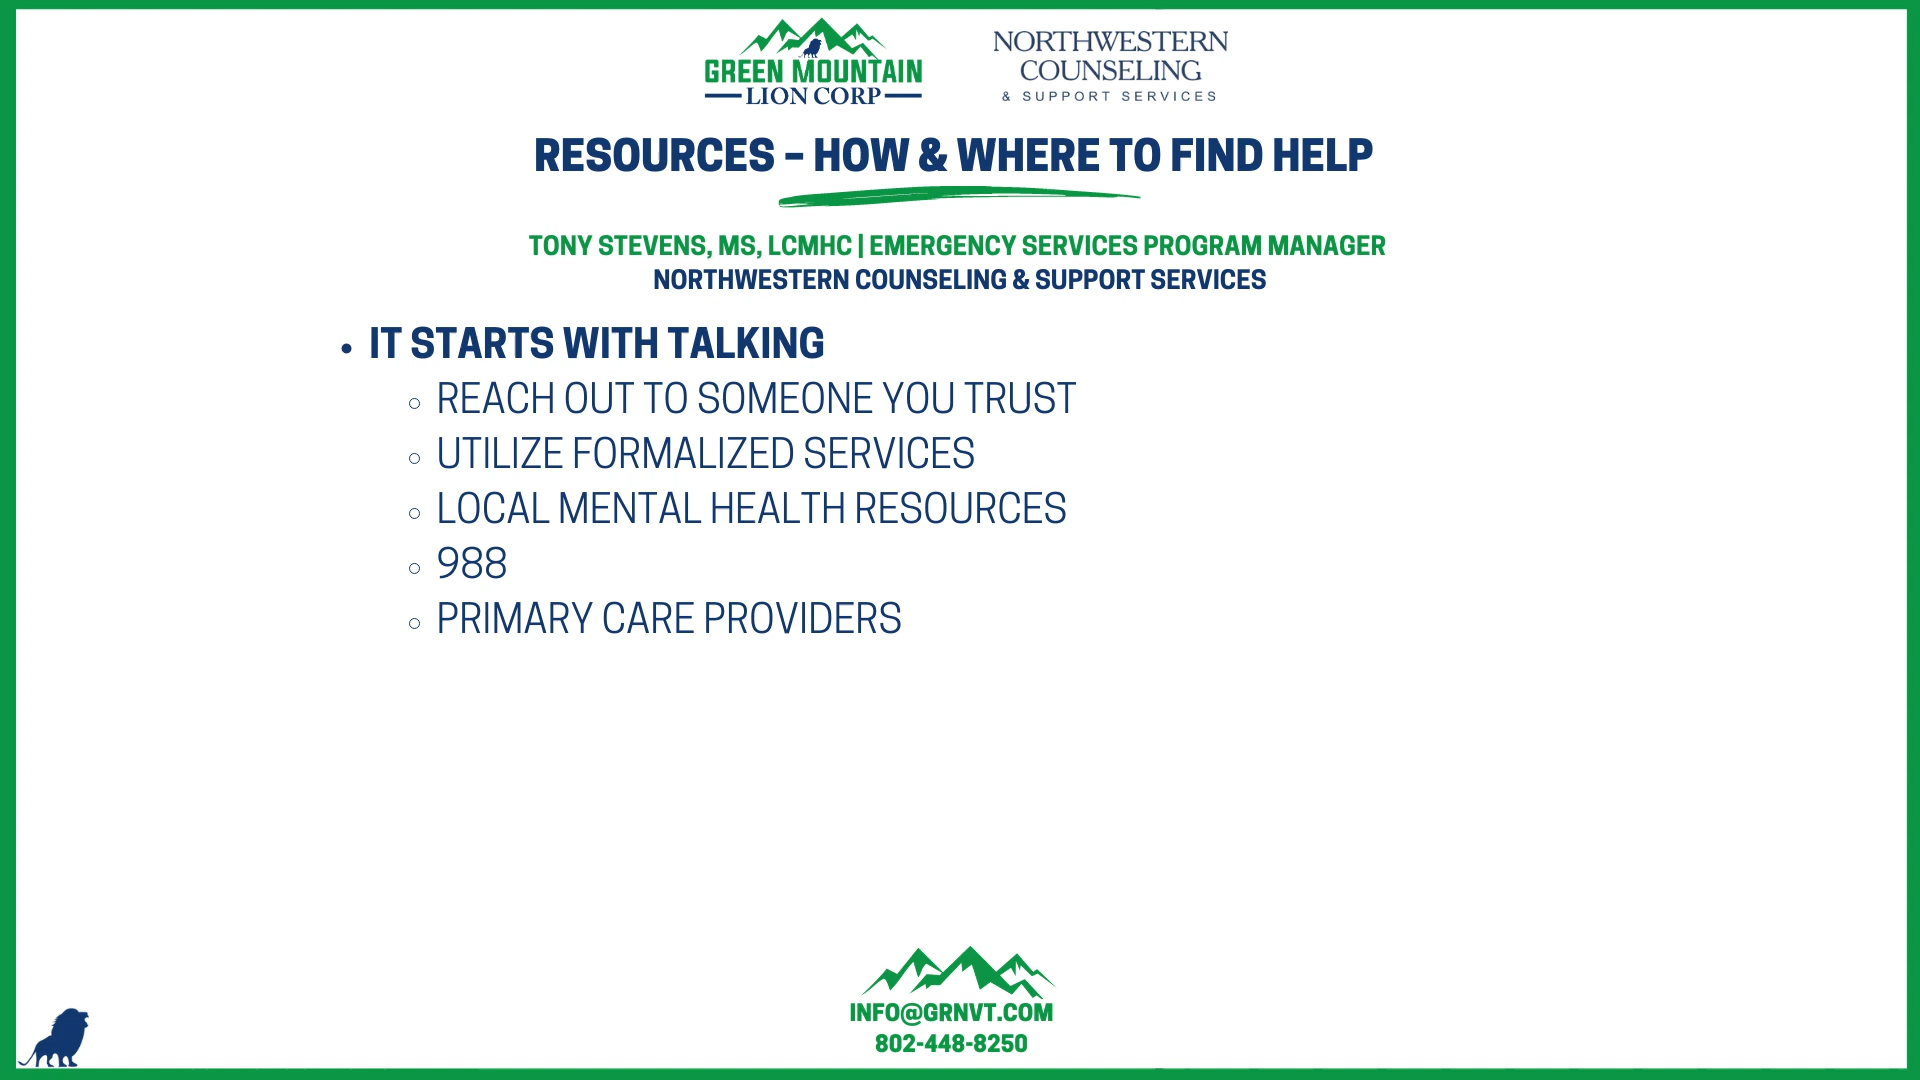 GREEN MOUNTAIN
LION CORP
NORTHWESTERN
COUNSELING
& SUPPORT SERVICES
RESOURCES – HOW & WHERE TO FIND HELP
TONY STEVENS, MS, LCMHC | EMERGENCY SERVICES PROGRAM MANAGER
NORTHWESTERN COUNSELING & SUPPORT SERVICES
• IT STARTS WITH TALKING
○ REACH OUT TO SOMEONE YOU TRUST
○ UTILIZE FORMALIZED SERVICES
○ LOCAL MENTAL HEALTH RESOURCES
○ 988
○ PRIMARY CARE PROVIDERS
INFO@GRNVT.COM
802-448-8250